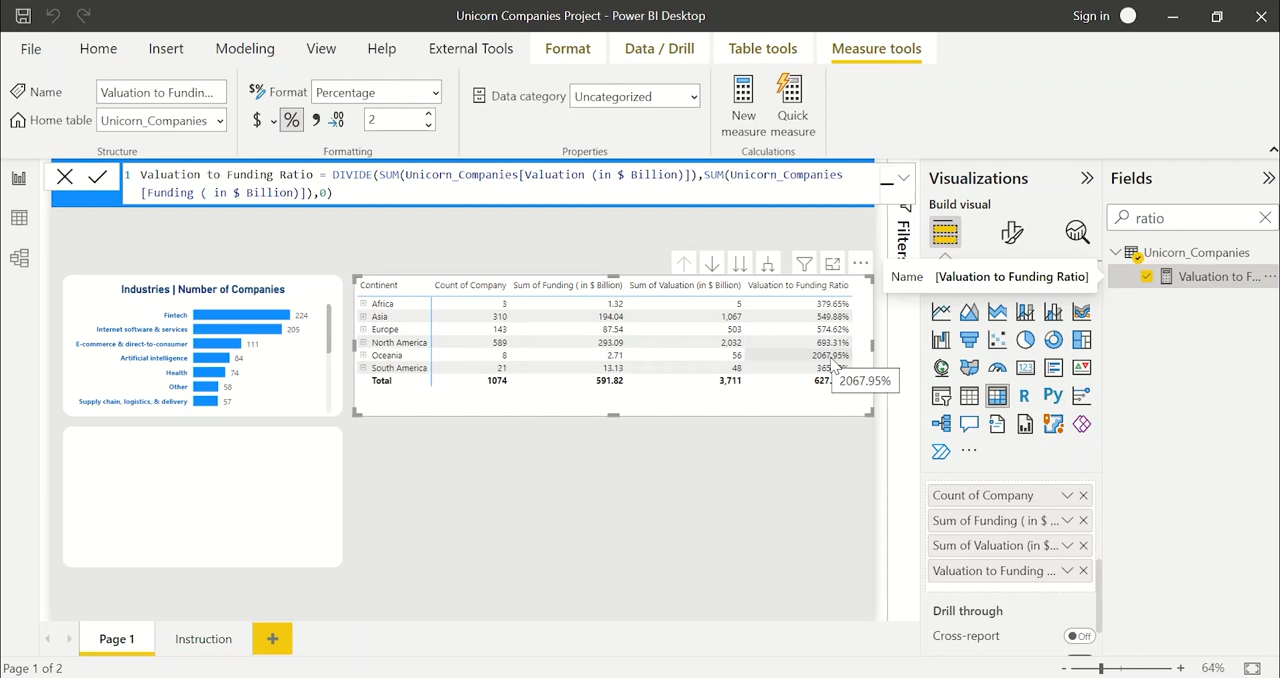 Unicorn Companies Project - Power BI Desktop
Sign in
File Home Insert Modeling View Help External Tools Format Data / Drill Table tools Measure tools
Name Valuation to Fundin...
Home table Unicorn_Companies
Structure
Format Percentage
$ % 9 .00 2
Formatting
Data category Uncategorized
Properties
New measure
Quick measure
Calculations
1 Valuation to Funding Ratio = DIVIDE(SUM(Unicorn_Companies[Valuation (in $ Billion)]),SUM(Unicorn_Companies
[Funding ( in $ Billion)]),0)
Industries | Number of Companies
Fintech 224
Internet software & services 205
E-commerce & direct-to-consumer 111
Artificial intelligence 84
Health 74
Other 58
Supply chain, logistics, & delivery 57
Continent Count of Company Sum of Funding ( in $ Billion) Sum of Valuation (in $ Billion) Valuation to Funding Ratio
Africa 3 1.32 5 379.65%
Asia 310 194.04 1,067 549.88%
Europe 143 87.54 503 574.62%
North America 589 293.09 2,032 693.31%
Oceania 8 2.71 56 2067.95%
South America 21 13.13 48
Total 1074 591.82 3,711
2067.95%
Filters
Visualizations
Build visual
Name [Valuation to Funding Ratio]
R Py
123
Count of Company
Sum of Funding ( in $ ...
Sum of Valuation (in $...
Valuation to Funding ...
Drill through
Cross-report Off
Fields
ratio
Unicorn_Companies
Valuation to F...
Page 1 Instruction +
Page 1 of 2
- + 64%